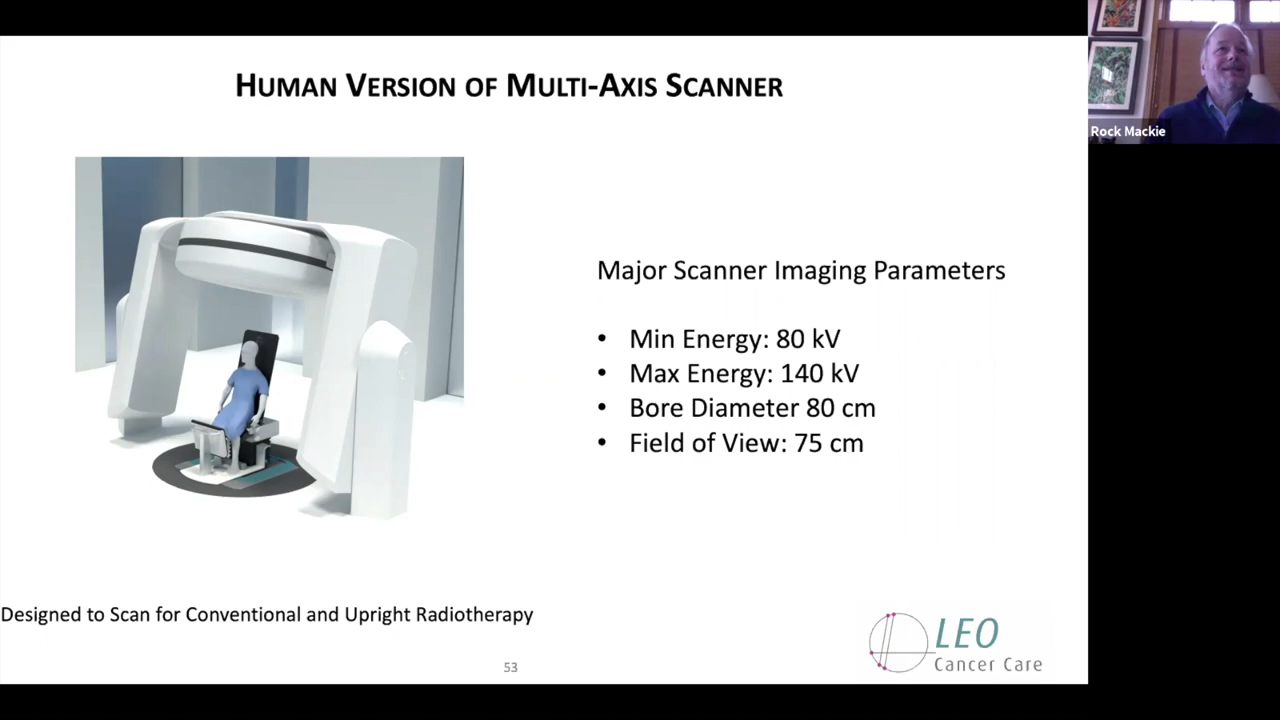 HUMAN VERSION OF MULTI-AXIS SCANNER
Rock Mackie
Major Scanner Imaging Parameters
• Min Energy: 80 kV
• Max Energy: 140 kV
• Bore Diameter 80 cm
• Field of View: 75 cm
Designed to Scan for Conventional and Upright Radiotherapy
53
LEO
Cancer Care